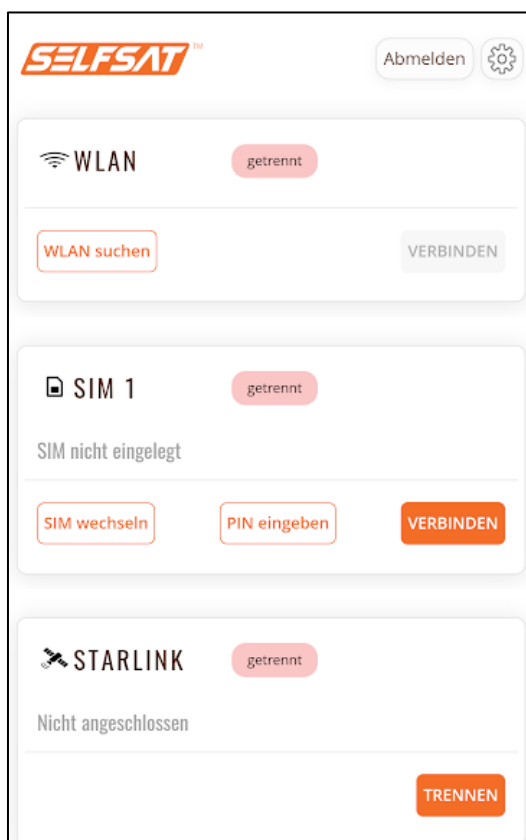 SELFSAT™
Abmelden
WLAN
getrennt
WLAN suchen
VERBINDEN
SIM 1
getrennt
SIM nicht eingelegt
SIM wechseln
PIN eingeben
VERBINDEN
STARLINK
getrennt
Nicht angeschlossen
TRENNEN